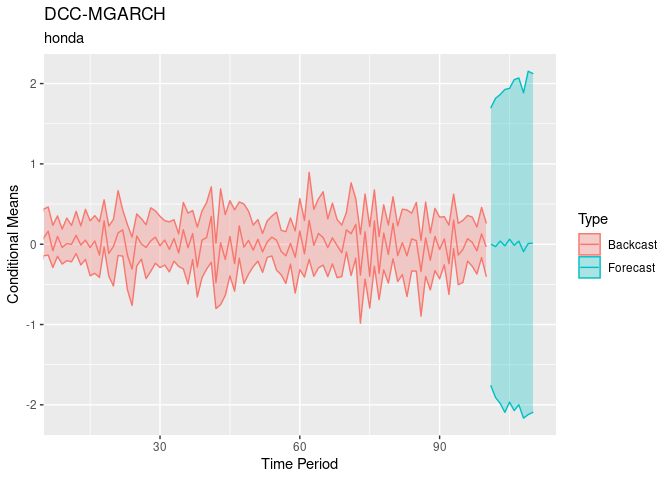 DCC-MGARCH
honda
Conditional Means
2
1
0
-1
-2
30
60
90
Time Period
Type
Backcast
Forecast